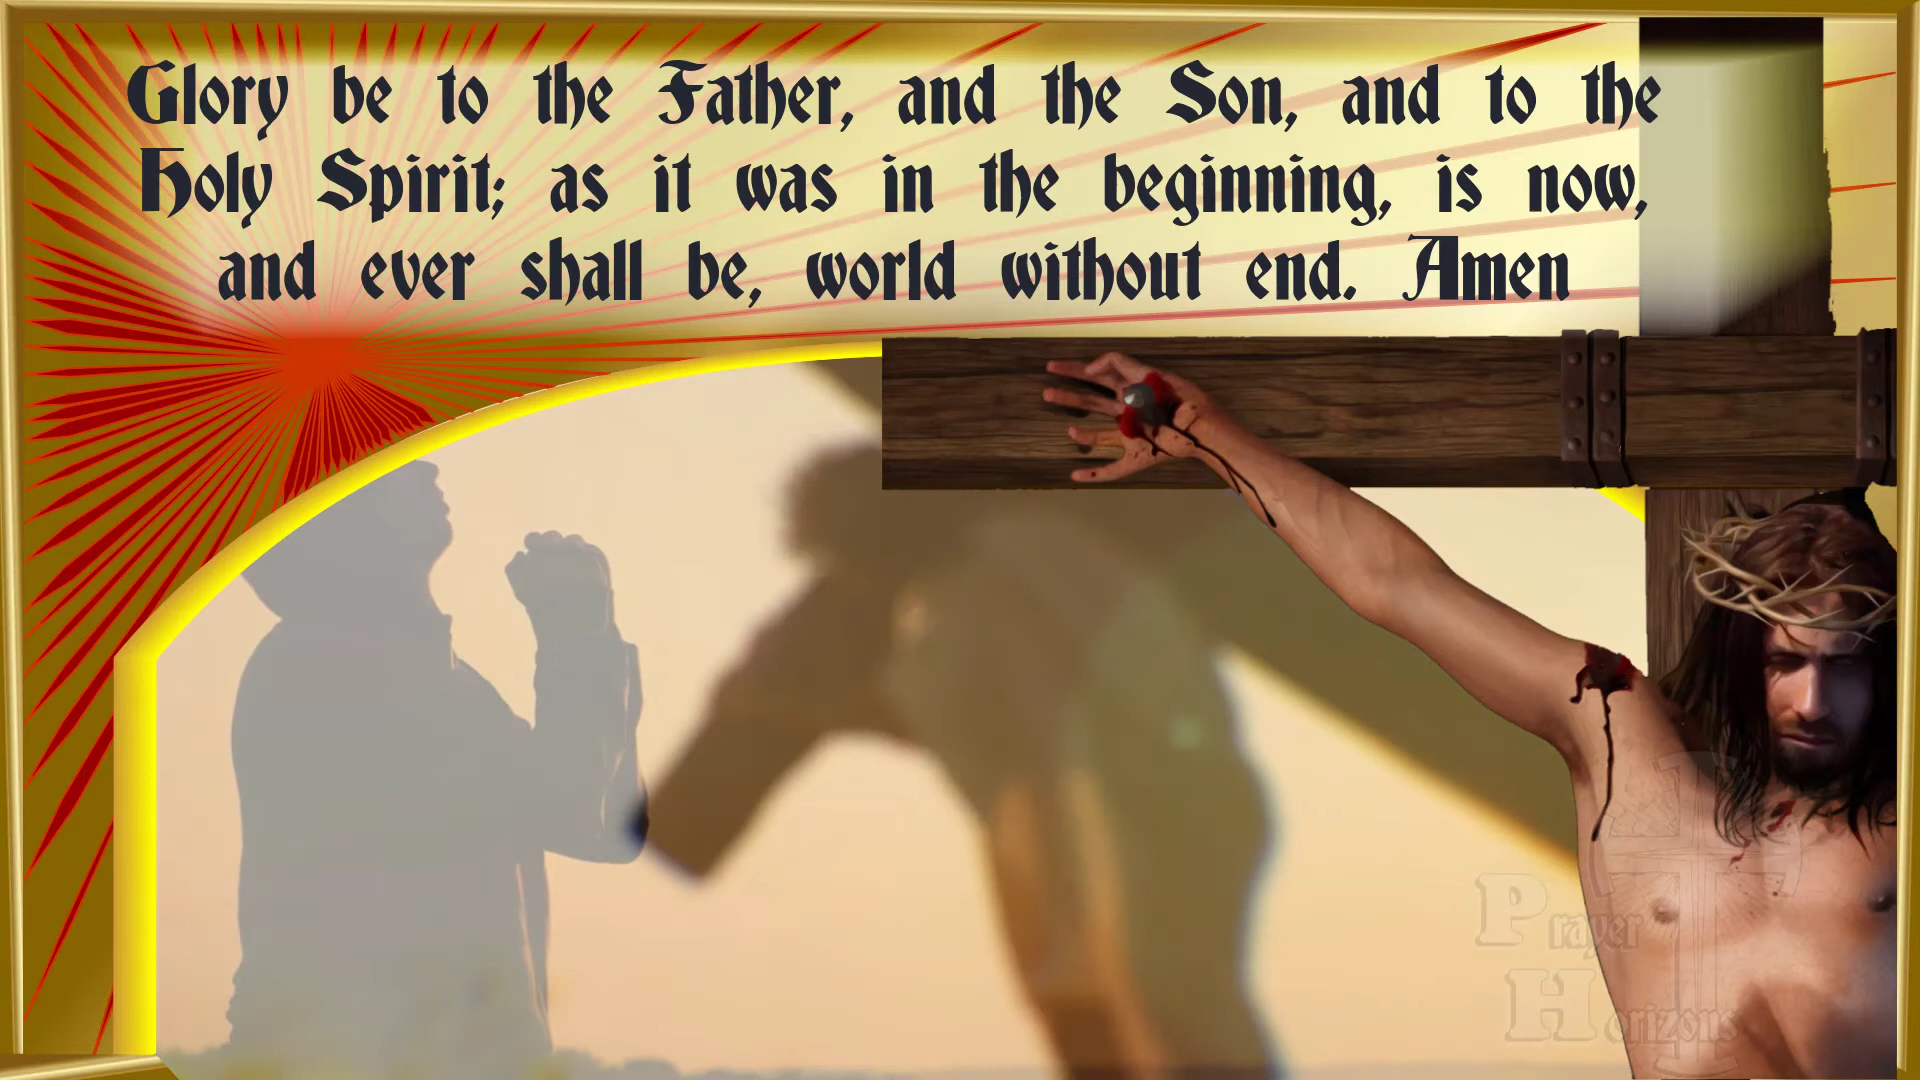 Glory be to the Father, and the Son, and to the
Holy Spirit; as it was in the beginning, is now,
and ever shall be, world without end. Amen
Prayer
Horizons